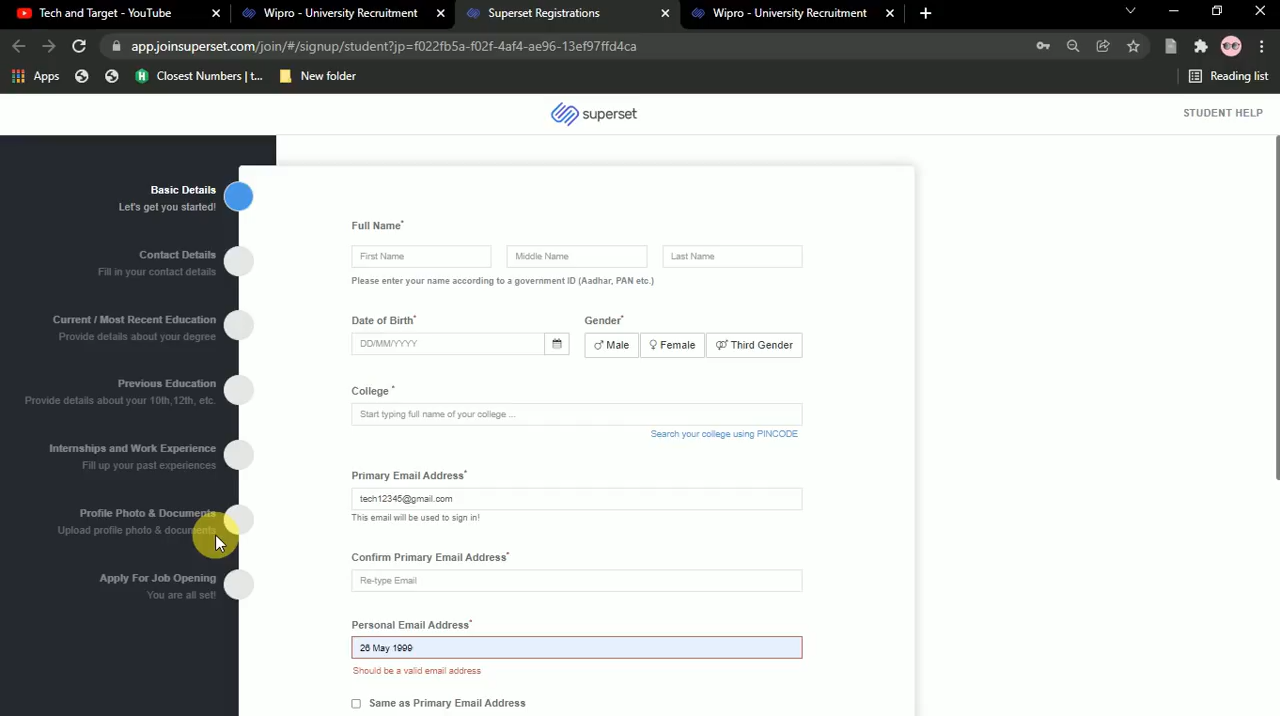 Tech and Target - YouTube
Wipro - University Recruitment
Superset Registrations
Wipro - University Recruitment
app.joinsuperset.com/join/#/signup/student?jp=f022fb5a-f02f-4af4-ae96-13ef97ffd4ca
Apps
Closest Numbers | t...
New folder
Reading list
superset
STUDENT HELP
Basic Details
Let's get you started!
Contact Details
Fill in your contact details
Current / Most Recent Education
Provide details about your degree
Previous Education
Provide details about your 10th,12th, etc.
Internships and Work Experience
Fill up your past experiences
Profile Photo & Documents
Upload profile photo & documents
Apply For Job Opening
You are all set!
Full Name*
First Name
Middle Name
Last Name
Please enter your name according to a government ID (Aadhar, PAN etc.)
Date of Birth*
Gender*
DD/MM/YYYY
Male
Female
Third Gender
College *
Start typing full name of your college ...
Search your college using PINCODE
Primary Email Address*
tech12345@gmail.com
This email will be used to sign in!
Confirm Primary Email Address*
Re-type Email
Personal Email Address*
26 May 1999
Should be a valid email address
Same as Primary Email Address